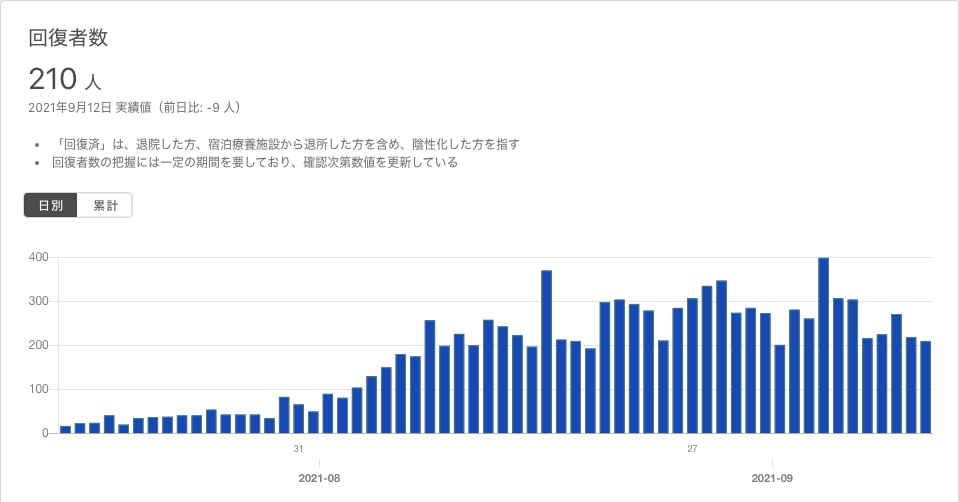 回復者数
210 人
2021年9月12日 実績値（前日比: -9 人）
• 「回復済」は、退院した方、宿泊療養施設から退所した方を含め、陰性化した方を指す
• 回復者数の把握には一定の期間を要しており、確認次第数値を更新している
日別 累計
400
300
200
100
0
31 27
2021-08 2021-09